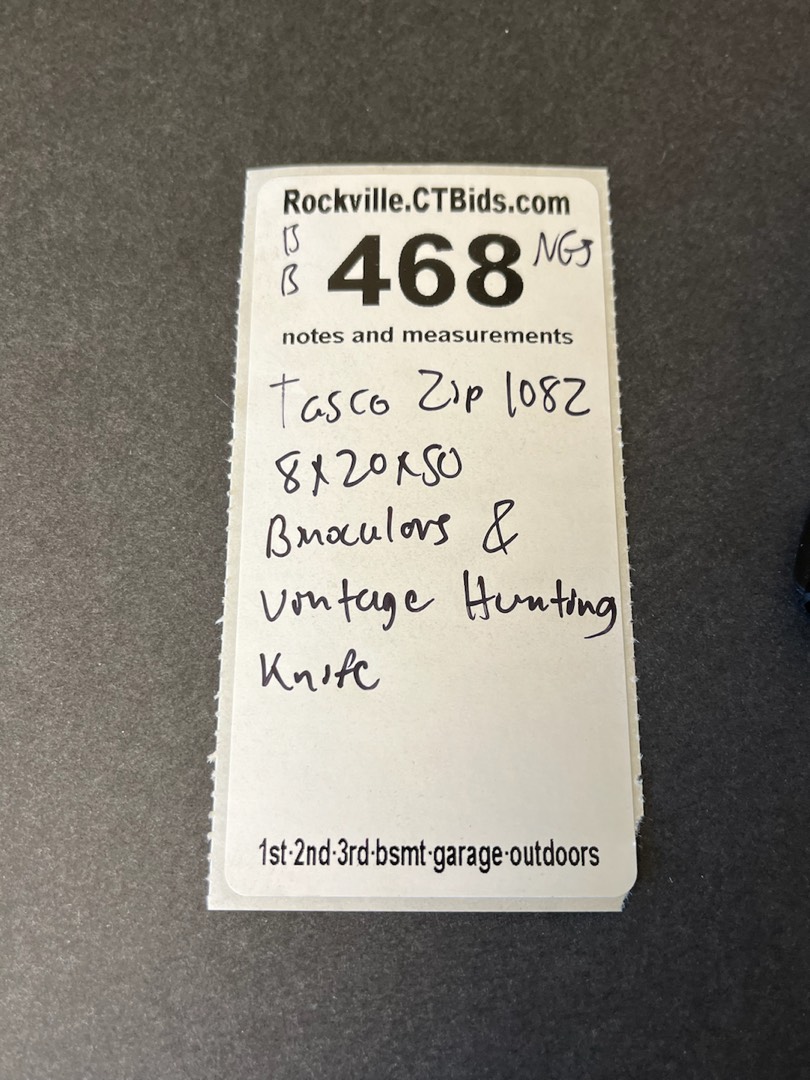 Rockville.CTBids.com
B
B
468 NGJ
notes and measurements
Tasco Zip 1082
8x20x50
Binoculars &
Vintage Hunting
Knife
1st·2nd·3rd·bsmt·garage·outdoors